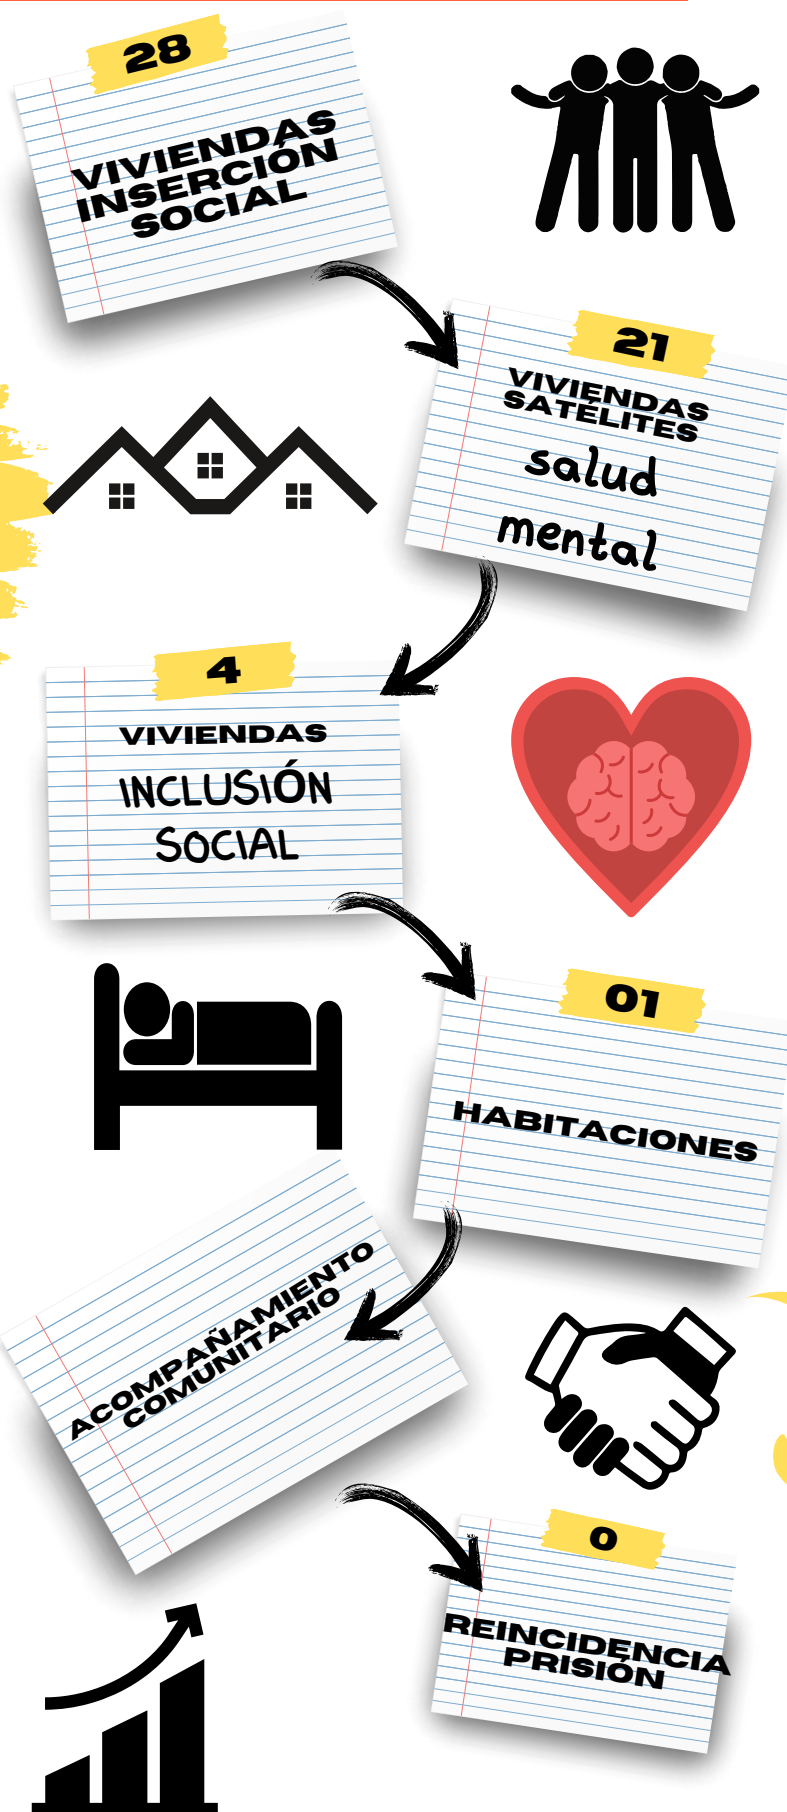 28
VIVIENDAS
INSERCIÓN
SOCIAL
21
VIVIENDAS
SATÉLITES
salud
mental
4
VIVIENDAS
INCLUSIÓN
SOCIAL
01
HABITACIONES
ACOMPAÑAMIENTO
COMUNITARIO
0
REINCIDENCIA
PRISIÓN